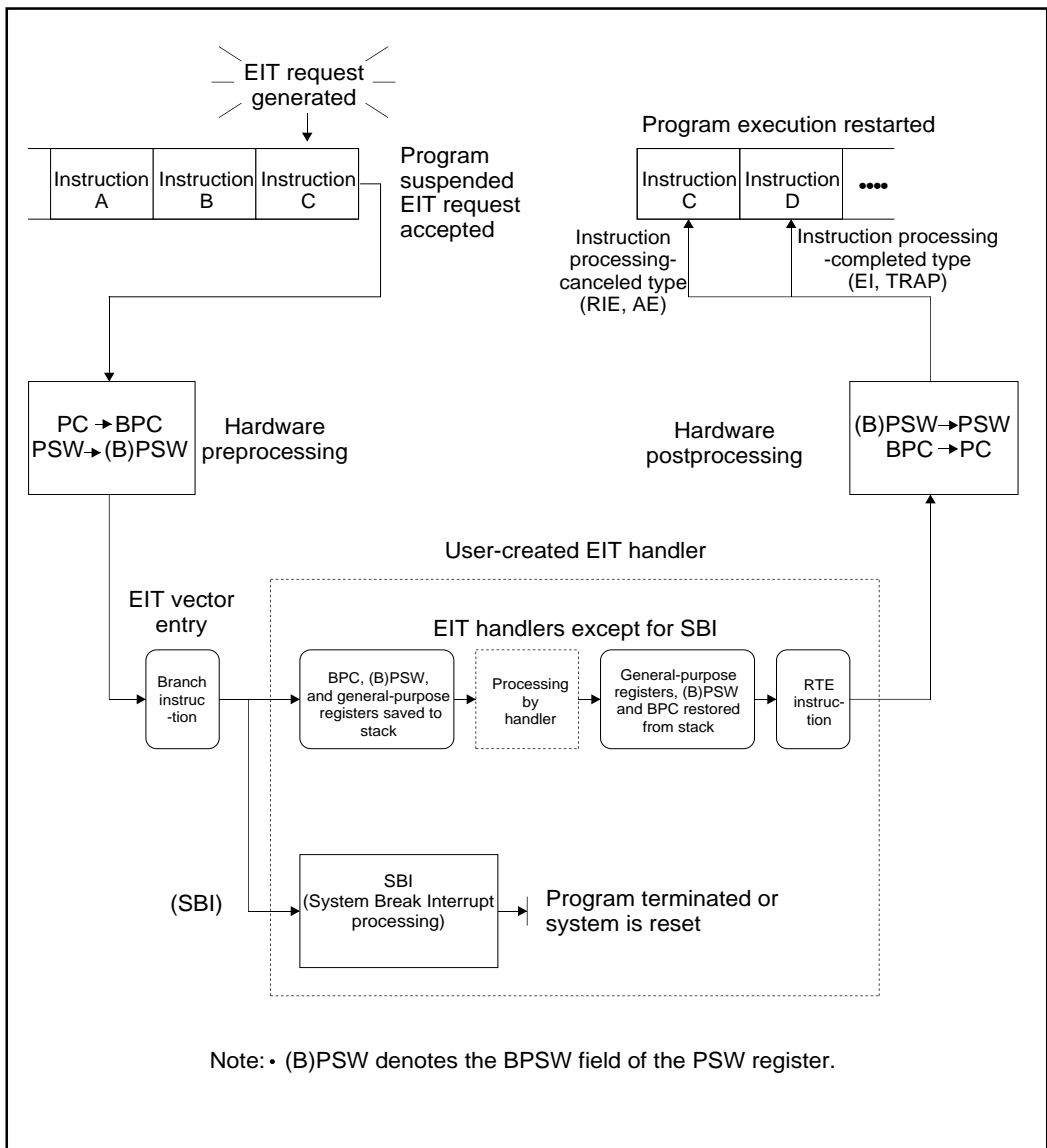 EIT request
generated
Instruction
A
Instruction
B
Instruction
C
Program
suspended
EIT request
accepted
Program execution restarted
Instruction
C
Instruction
D
••••
Instruction
processing-
canceled type
(RIE, AE)
Instruction processing
-completed type
(EI, TRAP)
PC → BPC
PSW → (B)PSW
Hardware
preprocessing
Hardware
postprocessing
(B)PSW → PSW
BPC → PC
User-created EIT handler
EIT vector
entry
EIT handlers except for SBI
Branch
instruc
-tion
BPC, (B)PSW,
and general-purpose
registers saved to
stack
Processing
by
handler
General-purpose
registers, (B)PSW
and BPC restored
from stack
RTE
instruc-
tion
(SBI)
SBI
(System Break Interrupt
processing)
Program terminated or
system is reset
Note: • (B)PSW denotes the BPSW field of the PSW register.